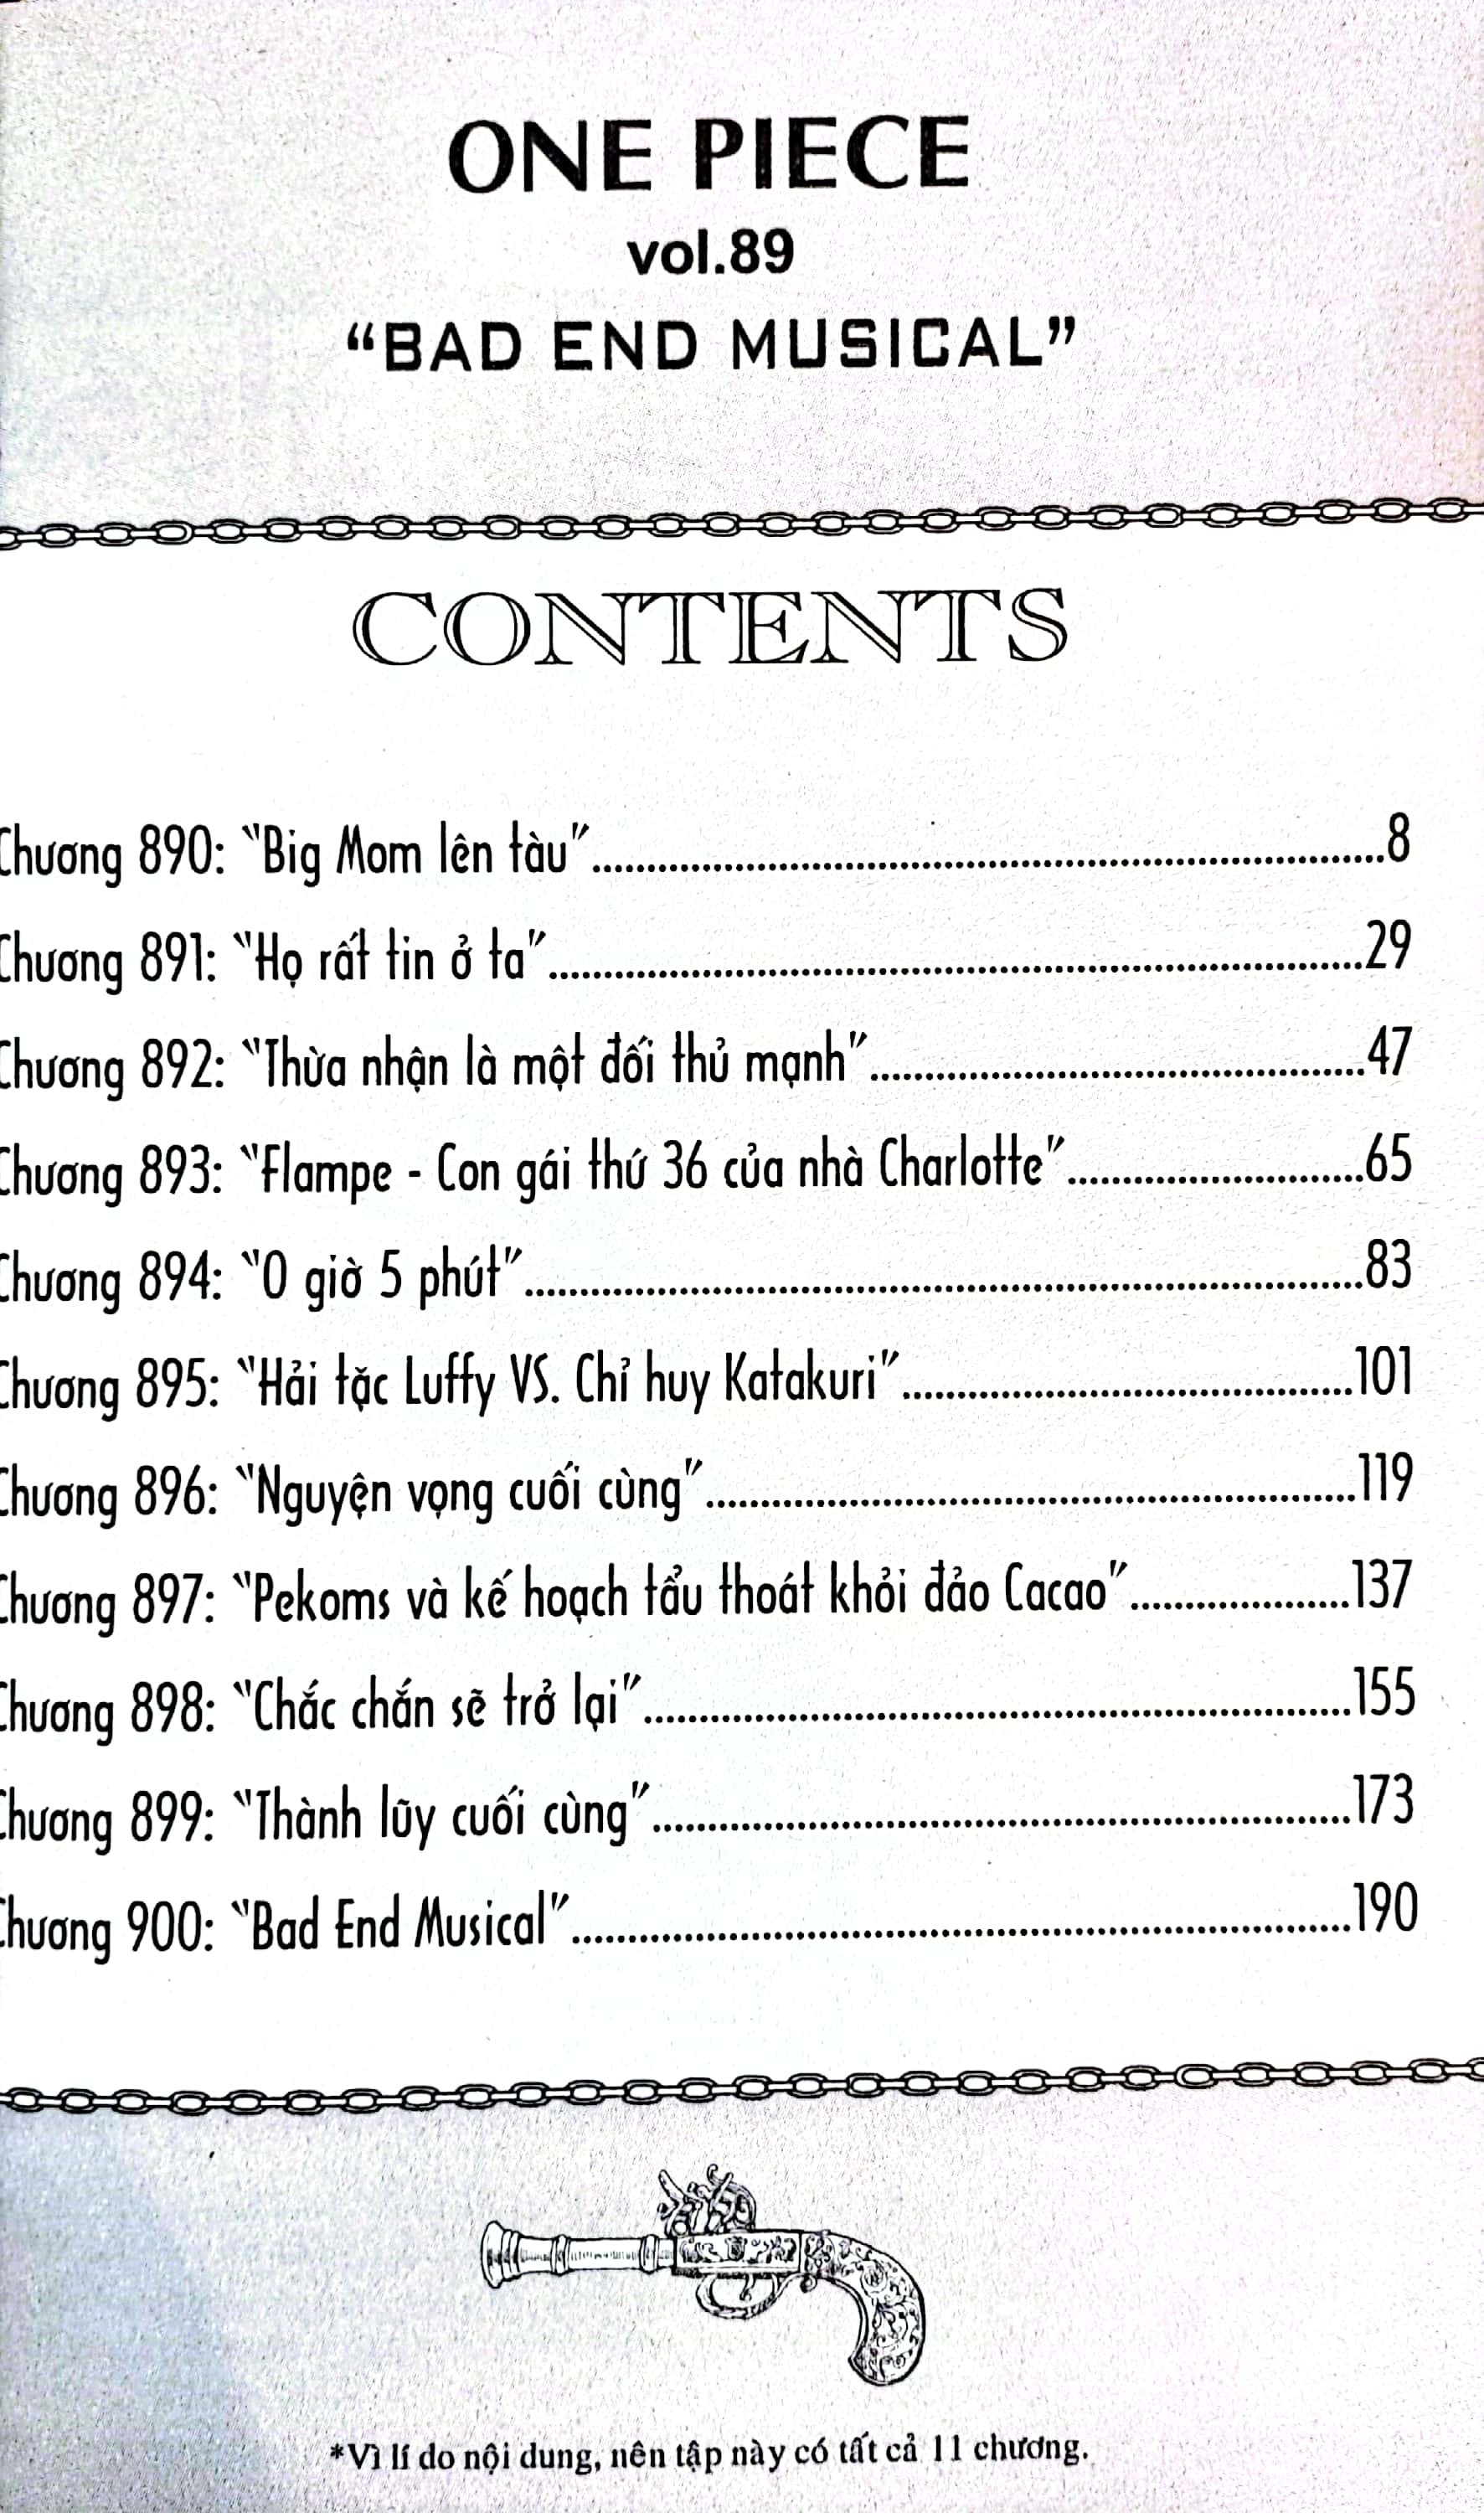 ONE PIECE
vol.89
“BAD END MUSICAL”
CONTENTS
Chương 890: “Big Mom lên tàu”........................................8
Chương 891: “Họ rất tin ở ta”........................................29
Chương 892: “Thừa nhận là một đối thủ mạnh”........................................47
Chương 893: “Flampe - Con gái thứ 36 của nhà Charlotte”........................................65
Chương 894: “0 giờ 5 phút”........................................83
Chương 895: “Hải tặc Luffy VS. Chỉ huy Katakuri”........................................101
Chương 896: “Nguyện vọng cuối cùng”........................................119
Chương 897: “Pekoms và kế hoạch tẩu thoát khỏi đảo Cacao”........................................137
Chương 898: “Chắc chắn sẽ trở lại”........................................155
Chương 899: “Thành lũy cuối cùng”........................................173
Chương 900: “Bad End Musical”........................................190
*Vì lí do nội dung, nên tập này có tất cả 11 chương.